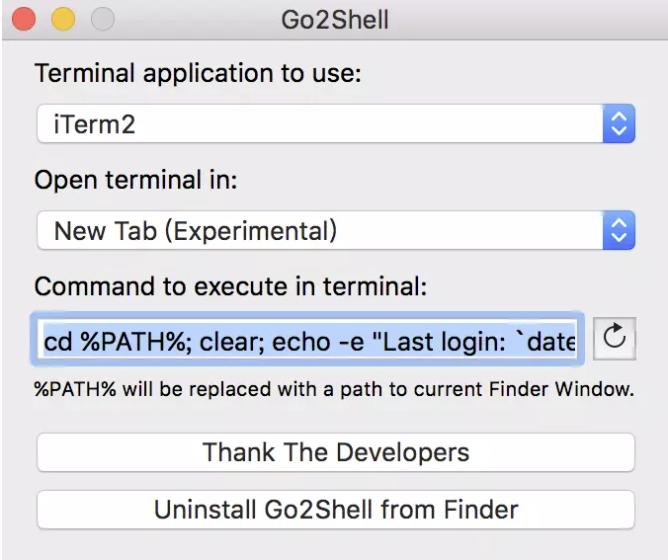 Go2Shell
Terminal application to use:
iTerm2
Open terminal in:
New Tab (Experimental)
Command to execute in terminal:
cd %PATH%; clear; echo -e "Last login: `date
%PATH% will be replaced with a path to current Finder Window.
Thank The Developers
Uninstall Go2Shell from Finder